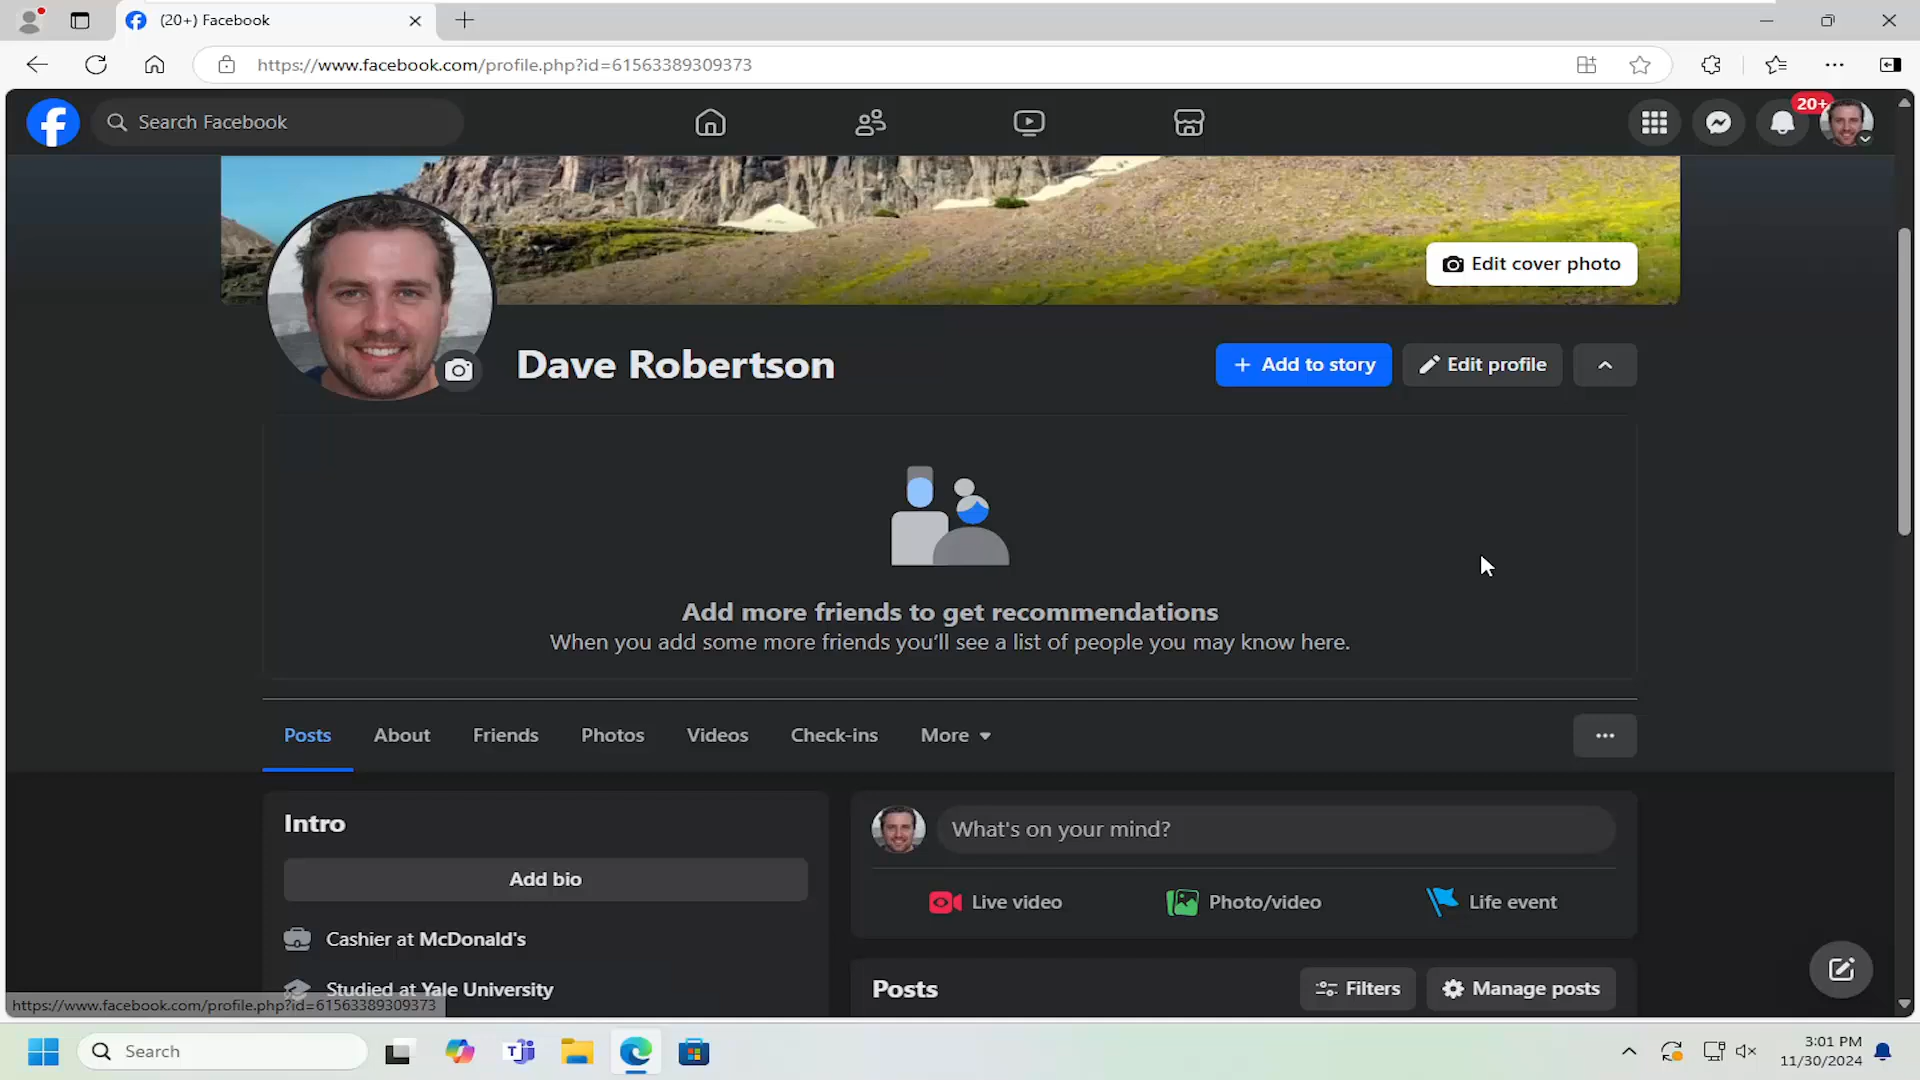 (20+) Facebook
https://www.facebook.com/profile.php?id=61563389309373
Search Facebook
20+
Edit cover photo
Dave Robertson
Add to story
Edit profile
Add more friends to get recommendations
When you add some more friends you’ll see a list of people you may know here.
Posts
About
Friends
Photos
Videos
Check-ins
More
Intro
Add bio
Cashier at McDonald's
Studied at Yale University
What's on your mind?
Live video
Photo/video
Life event
Posts
Filters
Manage posts
https://www.facebook.com/profile.php?id=61563389309373
Search
3:01 PM
11/30/2024